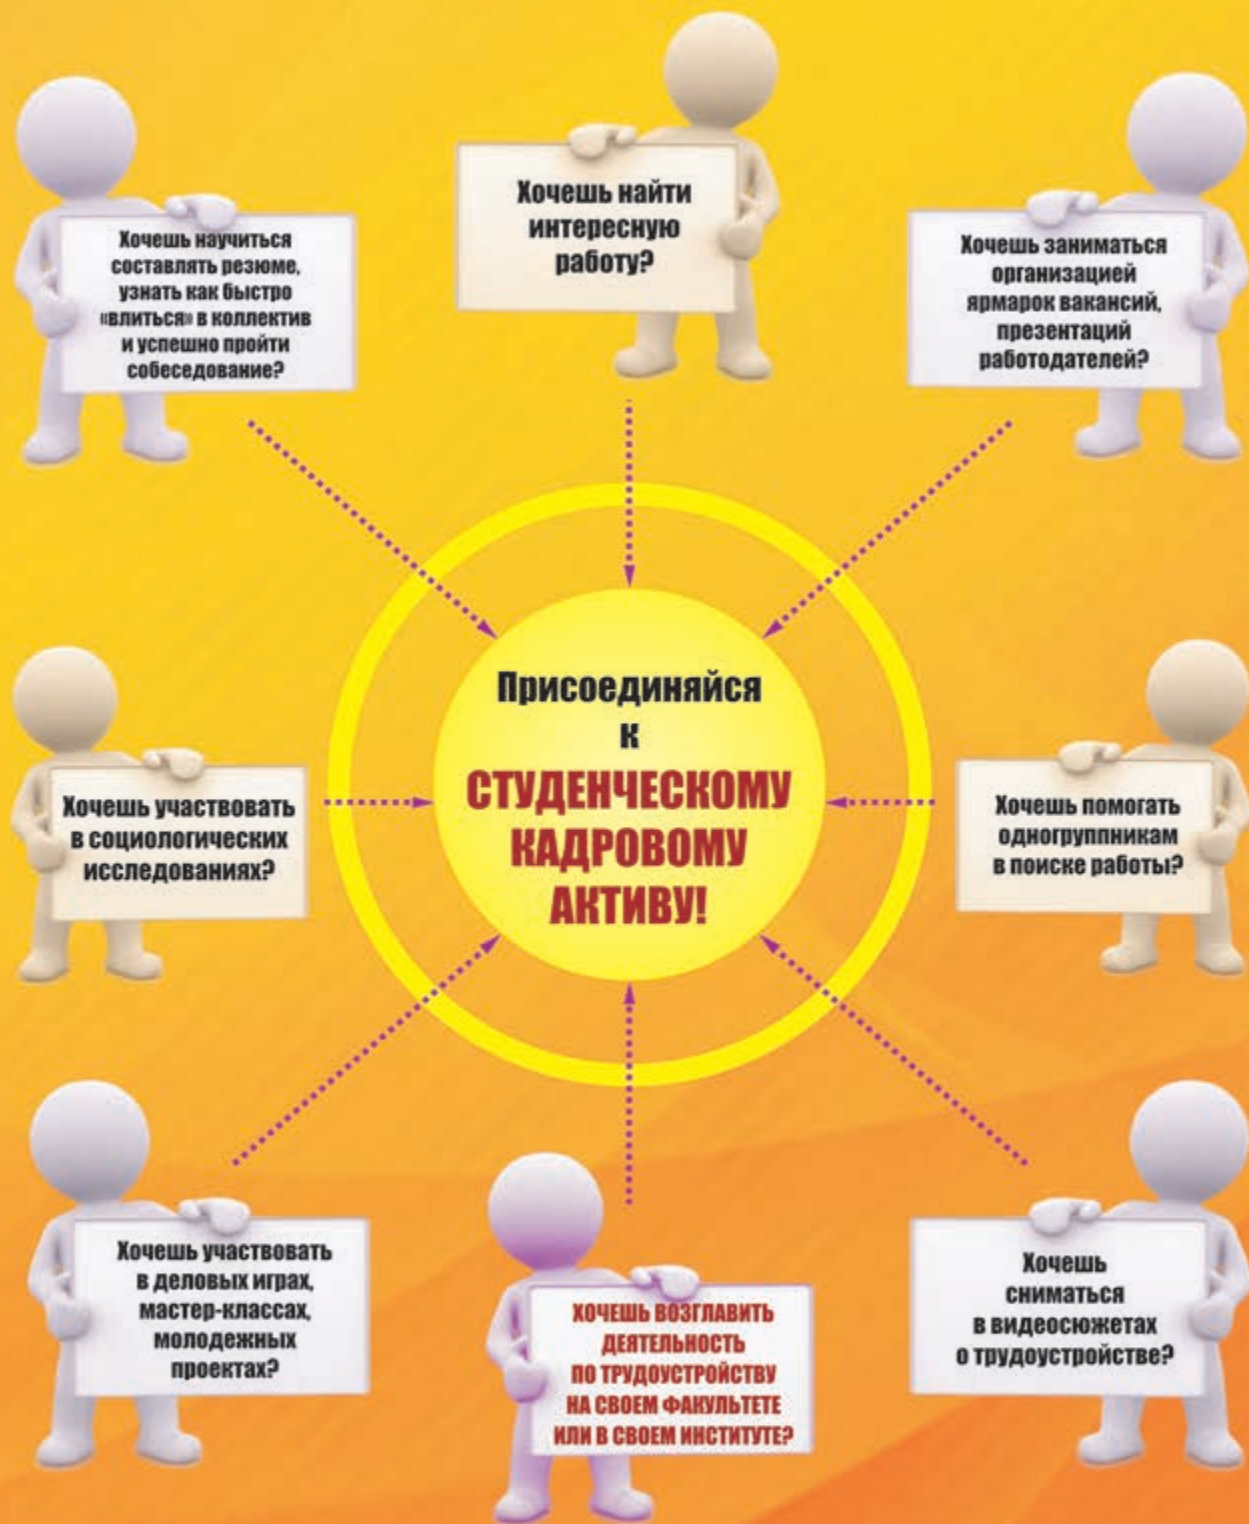 Хочешь научиться
составлять резюме,
узнать как быстро
«влиться» в коллектив
и успешно пройти
собеседование?
Хочешь найти
интересную
работу?
Хочешь заниматься
организацией
ярмарок вакансий,
презентаций
работодателей?
Хочешь участвовать
в социологических
исследованиях?
Присоединяйся
к
СТУДЕНЧЕСКОМУ
КАДРОВОМУ
АКТИВУ!
Хочешь помогать
одногруппникам
в поиске работы?
Хочешь участвовать
в деловых играх,
мастер-классах,
молодежных
проектах?
ХОЧЕШЬ ВОЗГЛАВИТЬ
ДЕЯТЕЛЬНОСТЬ
ПО ТРУДОУСТРОЙСТВУ
НА СВОЕМ ФАКУЛЬТЕТЕ
ИЛИ В СВОЕМ ИНСТИТУТЕ?
Хочешь
сниматься
в видеосюжетах
о трудоустройстве?